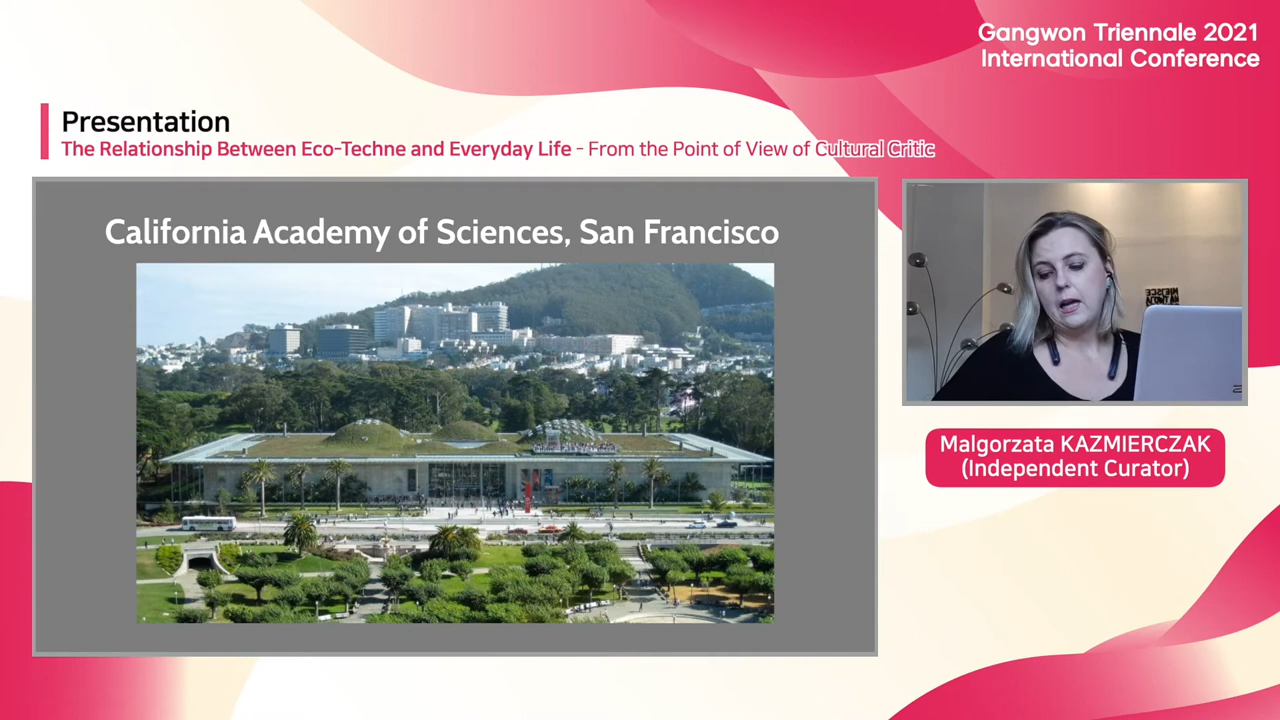 Gangwon Triennale 2021
International Conference
Presentation
The Relationship Between Eco-Techne and Everyday Life - From the Point of View of Cultural Critic
California Academy of Sciences, San Francisco
Malgorzata KAZMIERCZAK
(Independent Curator)